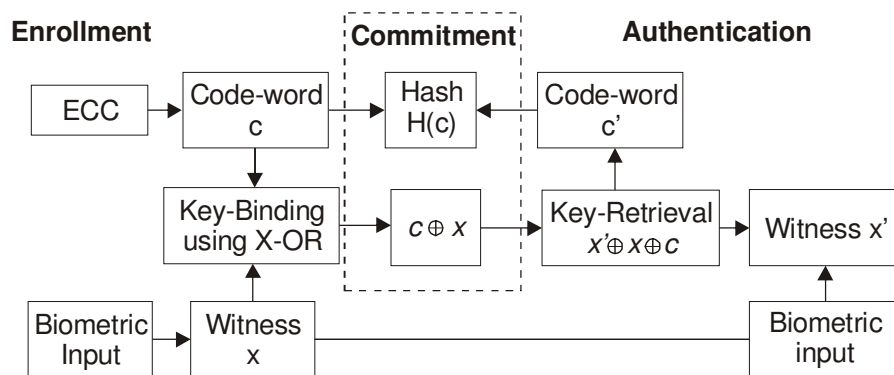 Enrollment
Commitment
Authentication
ECC
Code-word
c
Hash
H(c)
Code-word
c’
Key-Binding
using X-OR
c ⊕ x
Key-Retrieval
x’⊕ x ⊕ c
Witness x’
Biometric
Input
Witness
x
Biometric
input